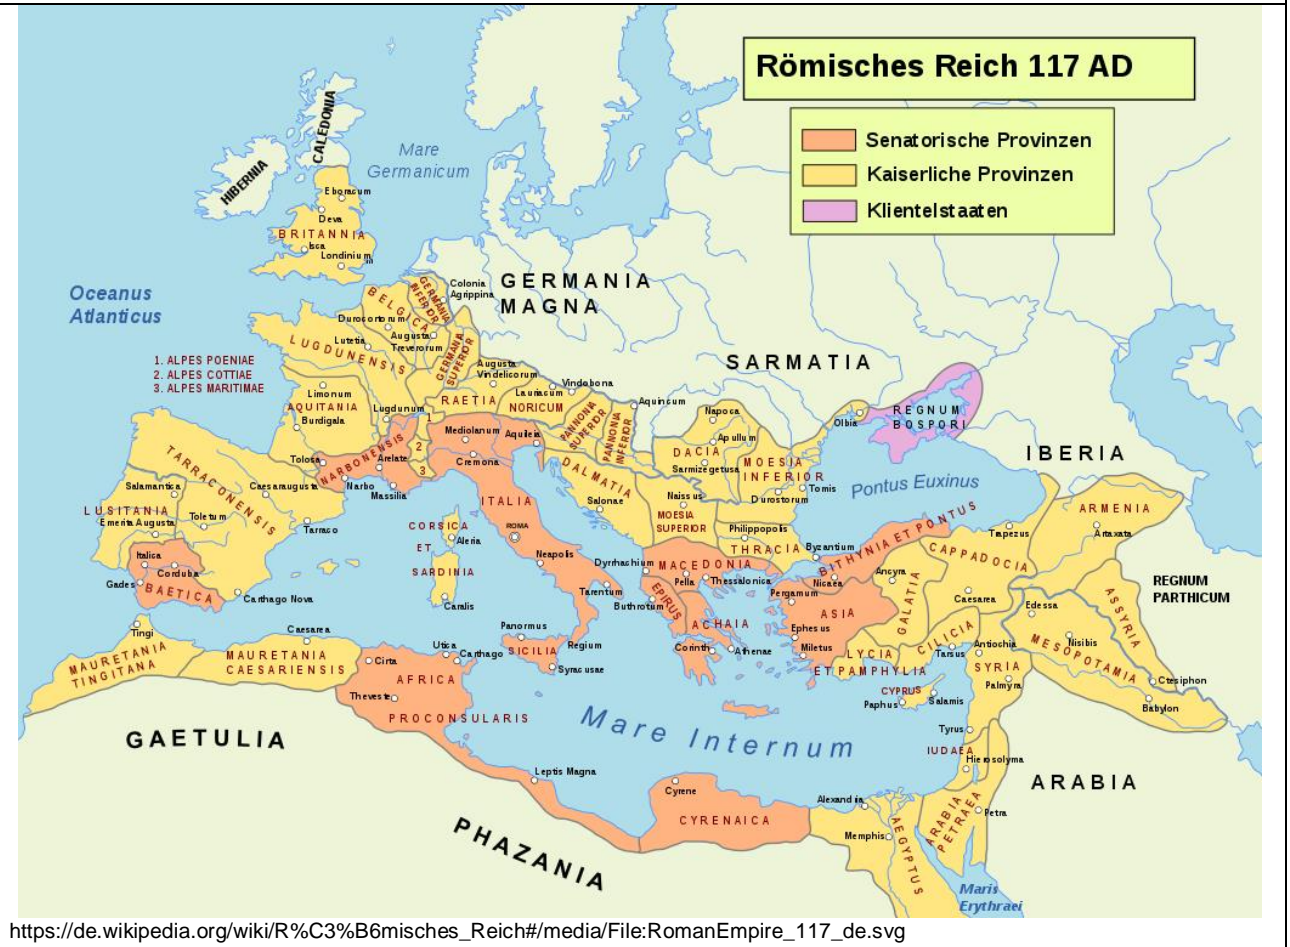 Römisches Reich 117 AD
Senatorische Provinzen
Kaiserliche Provinzen
Klientelstaaten
CALEDONIA
HIBERNIA
Mare
Germanicum
Eboracum
Deva
BRITANNIA
Isca
Londinium
Oceanus
Atlanticus
GERMANIA
MAGNA
Colonia
Agrippina
GERMANIA
INFERIOR
BELGICA
Durocortorum
Lutetia
Augusta
Treverorum
LUGDUNENSIS
GERMANIA
SUPERIOR
1. ALPES POENIAE
2. ALPES COTTIAE
3. ALPES MARITIMAE
SARMATIA
Augusta
Vindelicorum
Limonum
AQUITANIA
Burdigala
Lugdunum
RAETIA
Lauriacum
NORICUM
Vindobona
Aquincum
PANNONIA
SUPERIOR
PANNONIA
INFERIOR
Napoca
Apullum
DACIA
Sarmizegetusa
Olbia
REGNUM
BOSPORI
IBERIA
1
2
3
Mediolanum
Aquileia
Cremona
Tolosa
NARBONENSIS
Arelate
Narbo
Massilia
TARRACONENSIS
Salamantica
Caesaraugusta
LUSITANIA
Emerita Augusta
Toletum
Tarraco
Italica
Corduba
Gades
BAETICA
Carthago Nova
ITALIA
ROMA
CORSICA
ET
SARDINIA
Aleria
Caralis
Neapolis
Tarentum
DALMATIA
Salonae
MOESIA
SUPERIOR
Naissus
MOESIA
INFERIOR
Durostorum
Tomis
Pontus Euxinus
Philippopolis
THRACIA
Byzantium
Dyrrhachium
MACEDONIA
Pella
Thessalonica
Buthrotum
EPIRUS
ACHAIA
Corinth
Athenae
BITHYNIA ET PONTUS
Nicaea
Pergamum
ASIA
Ephesus
Miletus
Ancyra
GALATIA
CAPPADOCIA
Caesarea
Trapezus
ARMENIA
Artaxata
REGNUM
PARTHICUM
ASSYRIA
Edessa
Nisibis
MESOPOTAMIA
Ctesiphon
Babylon
LYCIA
ET PAMPHYLIA
CILICIA
Tarsus
Antiochia
SYRIA
Palmyra
CYPRUS
Paphus
Salamis
Tyrus
IUDAEA
Hierosolyma
ARABIA
PETRAEA
Petra
ARABIA
Tingi
MAURETANIA
TINGITANA
Caesarea
MAURETANIA
CAESARIENSIS
Panormus
SICILIA
Regium
Syracusae
Utica
Carthago
Cirta
AFRICA
Theveste
PROCONSULARIS
Mare Internum
GAETULIA
PHAZANIA
Leptis Magna
Cyrene
CYRENAICA
Alexandria
Memphis
AEGYPTUS
Maris
Erythraei
https://de.wikipedia.org/wiki/R%C3%B6misches_Reich#/media/File:RomanEmpire_117_de.svg